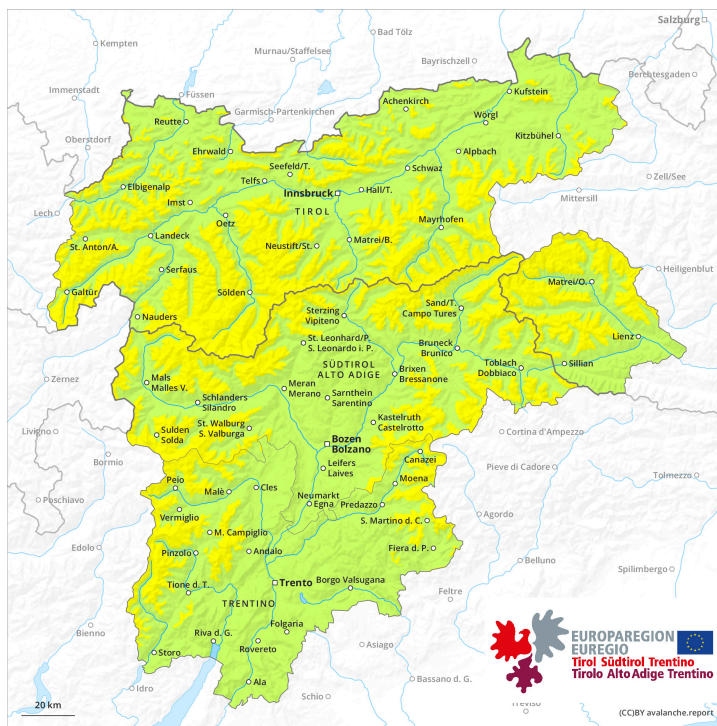 Salzburg
Kempten
Bad Tölz
Murnau/Staffelsee
Bayrischzell
Berchtesgaden
Immenstadt
Füssen
Achenkirch
Kufstein
Garmisch-Partenkirchen
Reutte
Wörgl
Oberstdorf
Kitzbühel
Ehrwald
Alpbach
Seefeld/T.
Schwaz
Telfs
Zell/See
Elbigenalp
Innsbruck
Hall/T.
Mittersill
Imst
TIROL
Lech
Oetz
Mayrhofen
St. Anton/A.
Landeck
Neustift/St.
Matrei/B.
Serfaus
Heiligenblut
Matrei/O.
Galtür
Sölden
Sand/T.
Campo Tures
Nauders
Sterzing
Vipiteno
Lienz
St. Leonhard/P.
S. Leonardo i. P.
Bruneck
Brunico
Toblach
Dobbiaco
Sillian
SÜDTIROL
ALTO ADIGE
Zernez
Mals
Malles V.
Meran
Merano
Brixen
Bressanone
Schlanders
Silandro
Sarnthein
Sarentino
St. Walburg
S. Valburga
Kastelruth
Castelrotto
Livigno
Sulden
Solda
Cortina d'Ampezzo
Bozen
Bolzano
Canazei
Bormio
Leifers
Laives
Pieve di Cadore
Tolmezzo
Peio
Moena
Malè
Cles
Neumarkt
Egna
Predazzo
Poschiavo
Vermiglio
Agordo
S. Martino d. C.
M. Campiglio
Edolo
Pinzolo
Andalo
Fiera d. P.
Belluno
Spilimbergo
Tione d. T.
Trento
Borgo Valsugana
Feltre
TRENTINO
Bienno
Folgaria
Riva d. G.
Rovereto
Storo
Asiago
Idro
Ala
Schio
Bassano d. G.
Treviso
EUROPAREGION
EUREGIO
Tirol Südtirol Trentino
Tirolo Alto Adige Trentino
20 km
(CC)BY avalanche.report